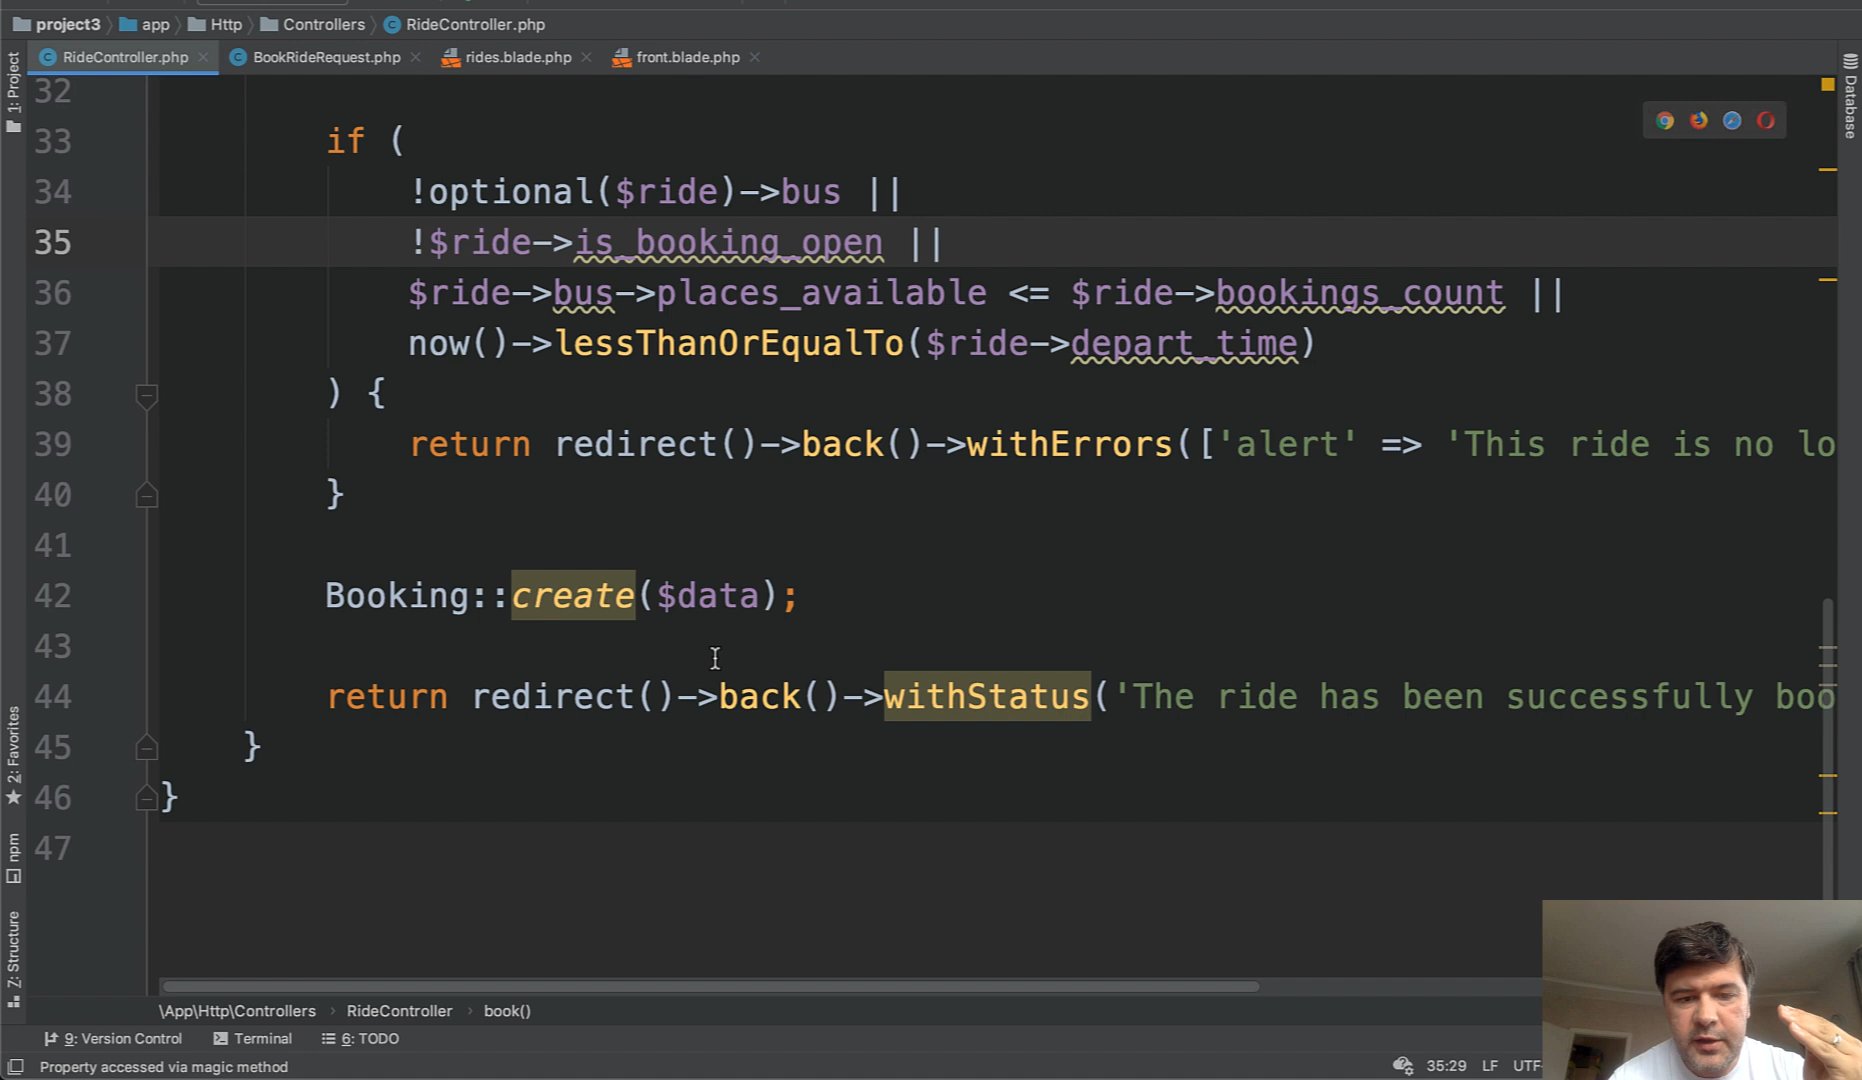 project3 app Http Controllers RideController.php
RideController.php BookRideRequest.php rides.blade.php front.blade.php
1: Project
Database
32
33 if (
34 !optional($ride)->bus ||
35 !$ride->is_booking_open ||
36 $ride->bus->places_available <= $ride->bookings_count ||
37 now()->lessThanOrEqualTo($ride->depart_time)
38 ) {
39 return redirect()->back()->withErrors(['alert' => 'This ride is no lo
40 }
41
42 Booking::create($data);
43
44 return redirect()->back()->withStatus('The ride has been successfully boo
45 }
46 }
47
2: Favorites
npm
Z: Structure
\App\Http\Controllers › RideController › book()
9: Version Control Terminal 6: TODO
Property accessed via magic method 35:29 LF UTF-